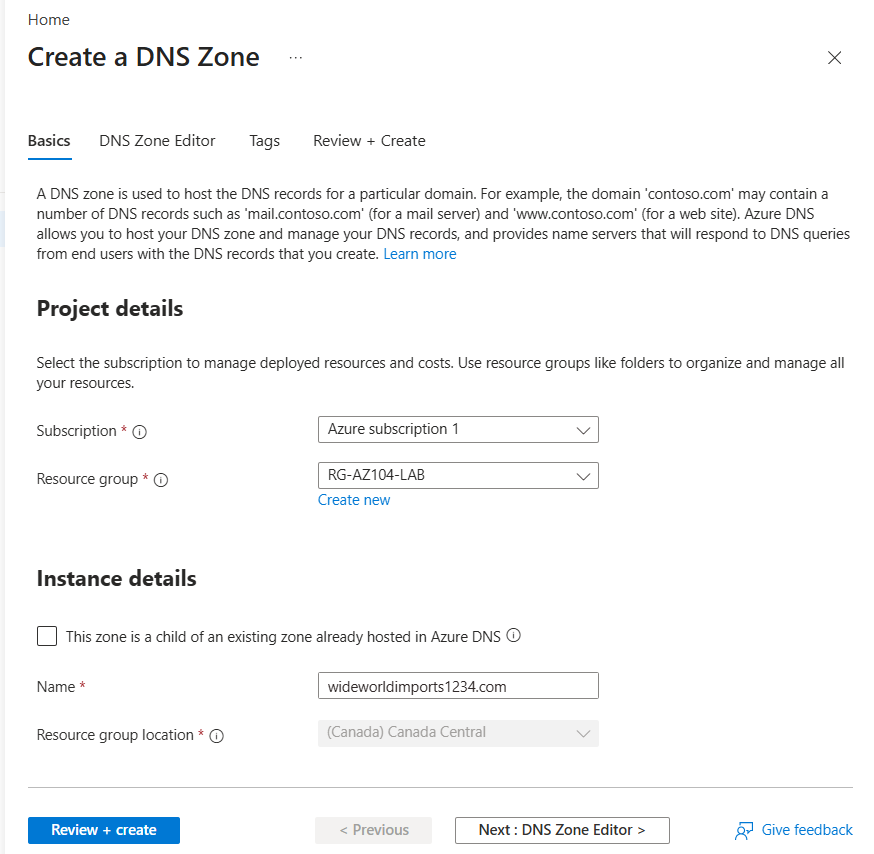 Home
Create a DNS Zone ...
Basics DNS Zone Editor Tags Review + Create
A DNS zone is used to host the DNS records for a particular domain. For example, the domain 'contoso.com' may contain a
number of DNS records such as 'mail.contoso.com' (for a mail server) and 'www.contoso.com' (for a web site). Azure DNS
allows you to host your DNS zone and manage your DNS records, and provides name servers that will respond to DNS queries
from end users with the DNS records that you create. Learn more
Project details
Select the subscription to manage deployed resources and costs. Use resource groups like folders to organize and manage all
your resources.
Subscription * Azure subscription 1
Resource group * RG-AZ104-LAB
Create new
Instance details
This zone is a child of an existing zone already hosted in Azure DNS
Name * wideworldimports1234.com
Resource group location * (Canada) Canada Central
Review + create < Previous Next : DNS Zone Editor > Give feedback